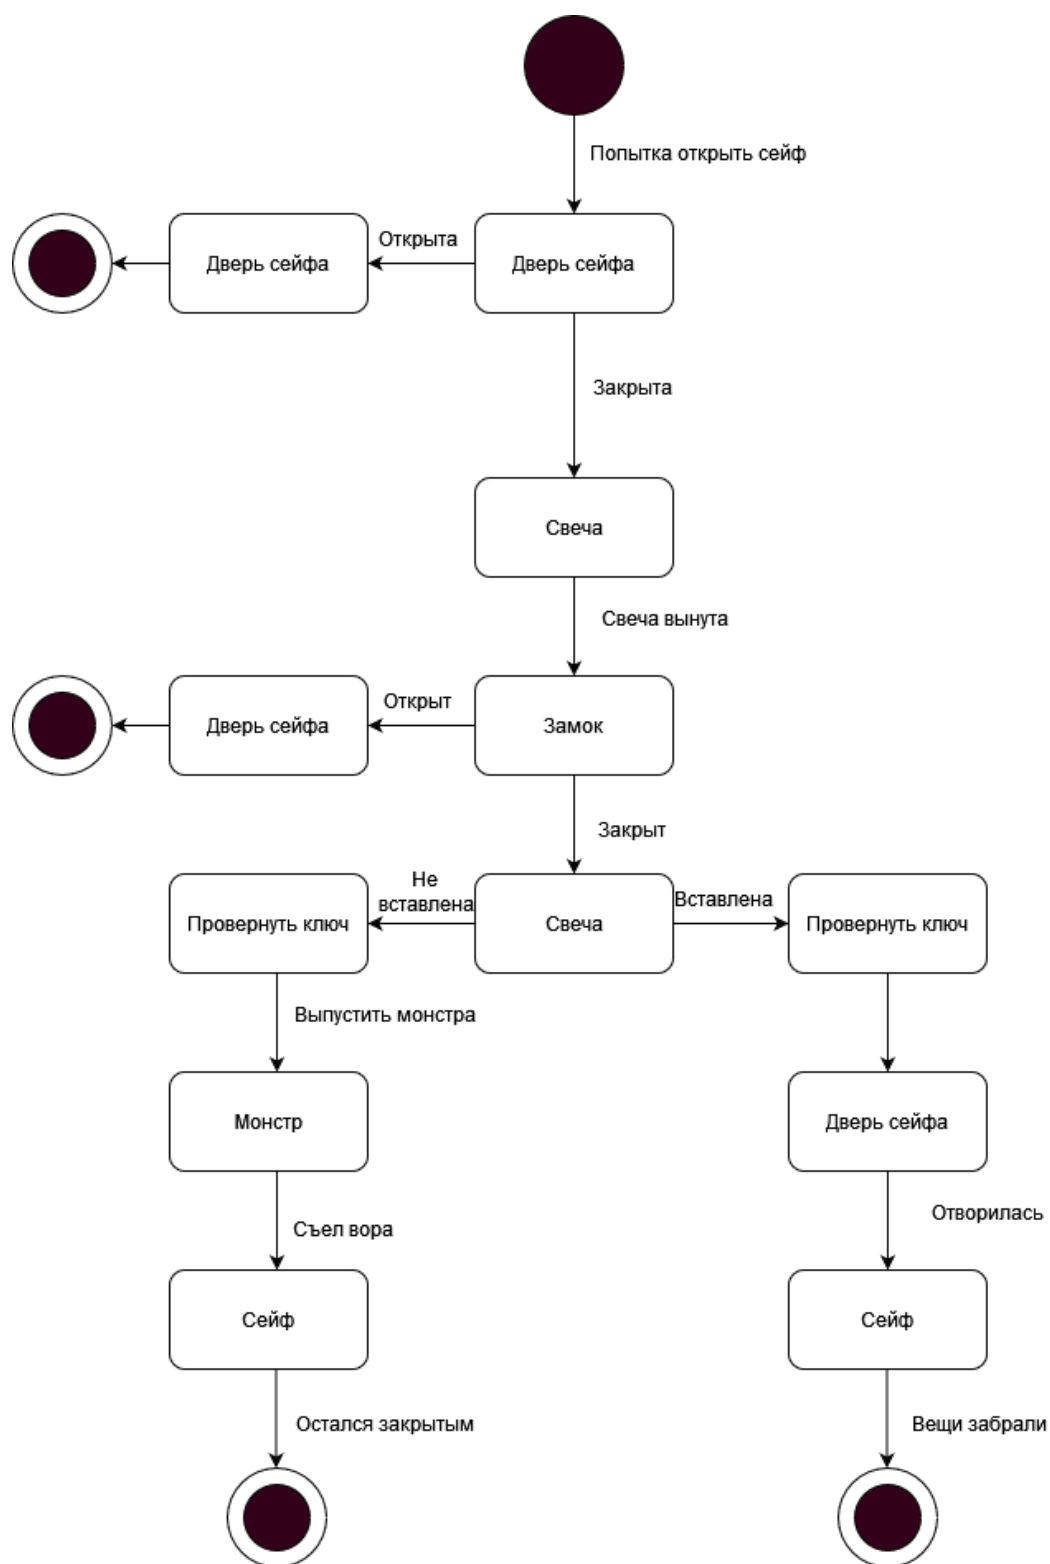 Попытка открыть сейф
Дверь сейфа
Открыта
Дверь сейфа
Закрыта
Свеча
Свеча вынута
Дверь сейфа
Открыт
Замок
Закрыт
Провернуть ключ
Не
вставлена
Свеча
Вставлена
Провернуть ключ
Выпустить монстра
Монстр
Дверь сейфа
Съел вора
Отворилась
Сейф
Сейф
Остался закрытым
Вещи забрали